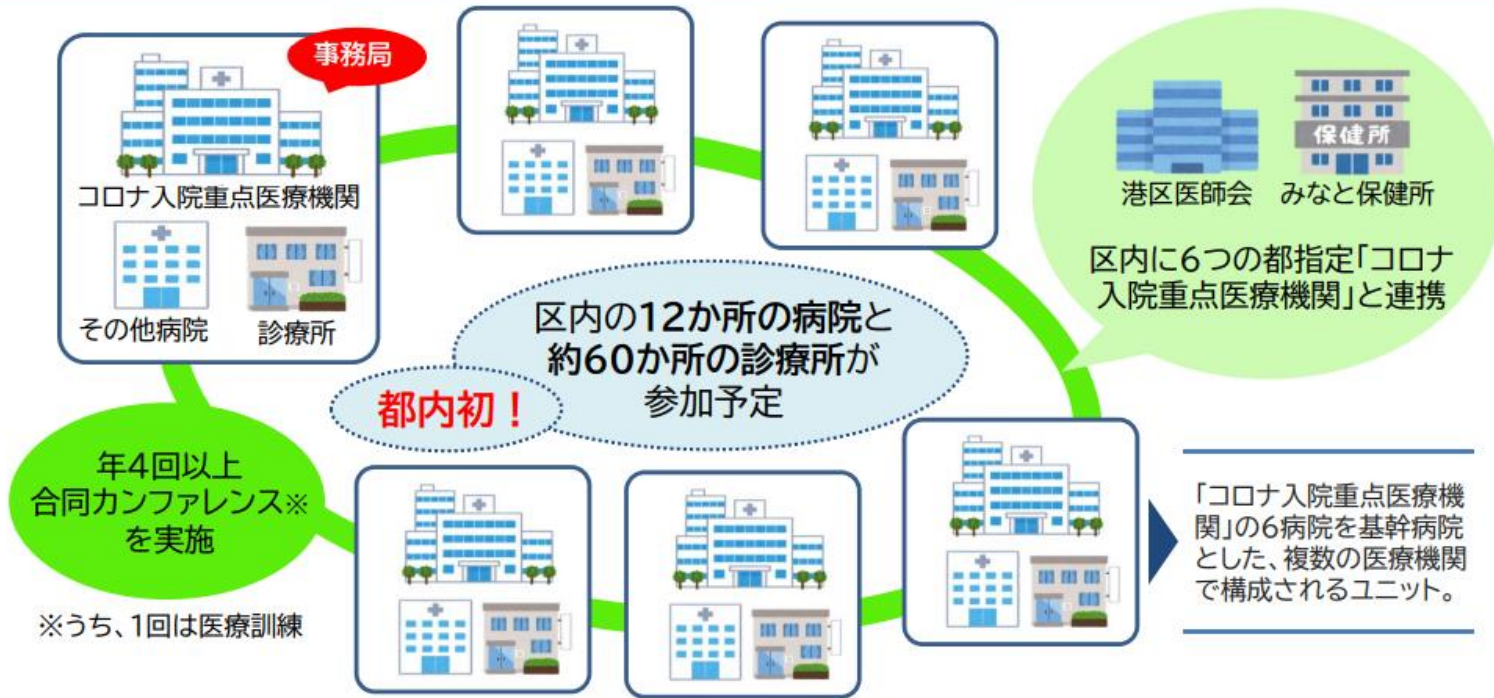 事務局
コロナ入院重点医療機関
その他病院
診療所
保健所
港区医師会
みなと保健所
区内に6つの都指定「コロナ
入院重点医療機関」と連携
区内の12か所の病院と
約60か所の診療所が
参加予定
都内初！
年4回以上
合同カンファレンス※
を実施
※うち、1回は医療訓練
「コロナ入院重点医療機
関」の6病院を基幹病院
とした、複数の医療機関
で構成されるユニット。